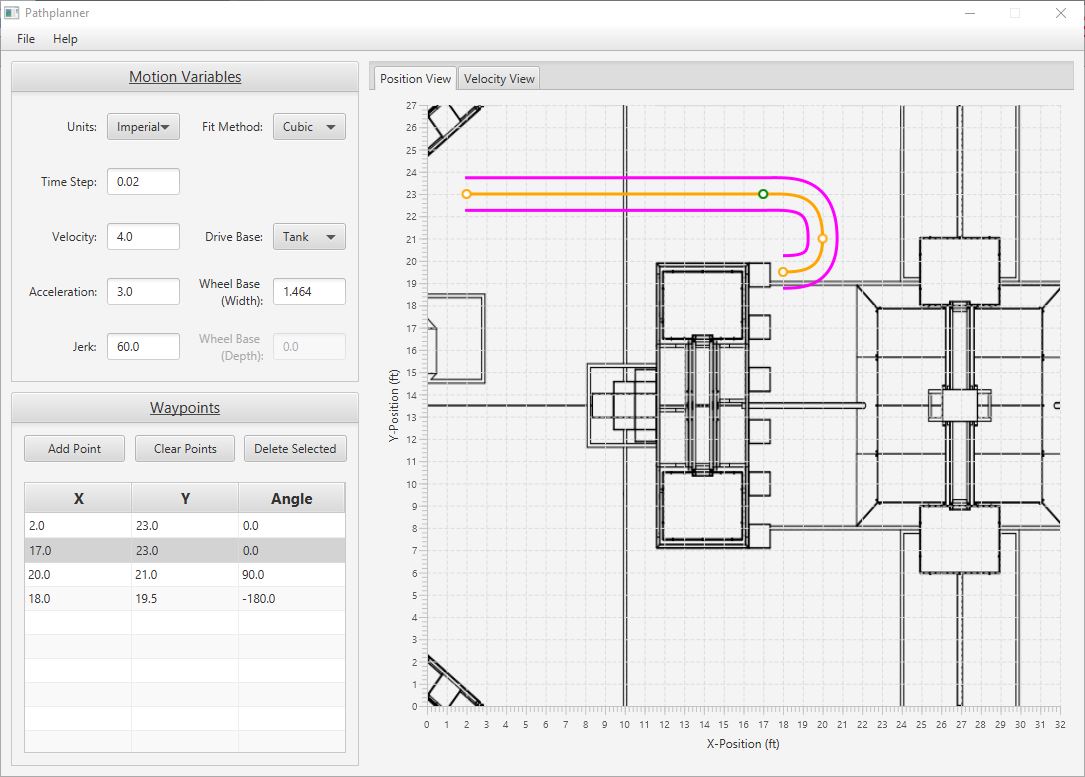 Pathplanner
File Help
Motion Variables
Units: Imperial Fit Method: Cubic
Time Step: 0.02
Velocity: 4.0 Drive Base: Tank
Acceleration: 3.0 Wheel Base (Width): 1.464
Jerk: 60.0 Wheel Base (Depth): 0.0
Waypoints
Add Point Clear Points Delete Selected
X Y Angle
2.0 23.0 0.0
17.0 23.0 0.0
20.0 21.0 90.0
18.0 19.5 -180.0
Position View Velocity View
27
26
25
24
23
22
21
20
19
18
17
16
15
14
13
12
11
10
9
8
7
6
5
4
3
2
1
0
Y-Position (ft)
0 1 2 3 4 5 6 7 8 9 10 11 12 13 14 15 16 17 18 19 20 21 22 23 24 25 26 27 28 29 30 31 32
X-Position (ft)